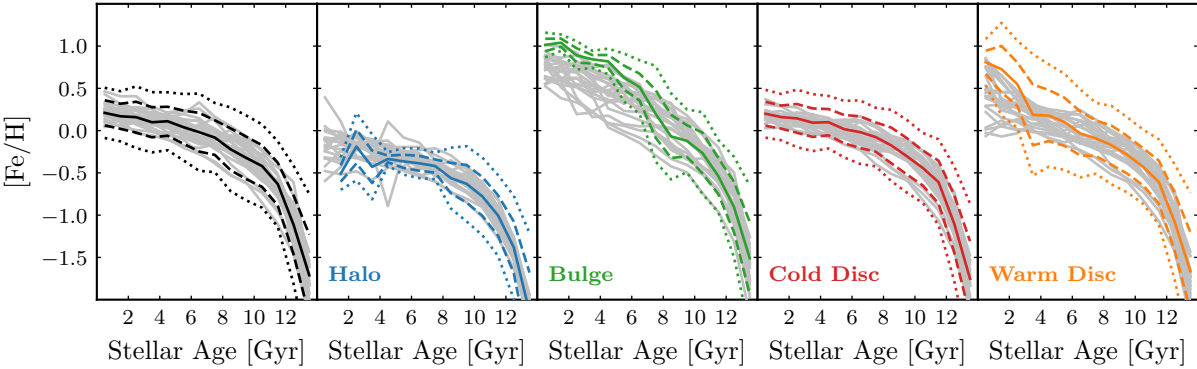 [Fe/H]
1.0
0.5
0.0
−0.5
−1.0
−1.5
Halo Bulge Cold Disc Warm Disc
2 4 6 8 10 12 2 4 6 8 10 12 2 4 6 8 10 12 2 4 6 8 10 12 2 4 6 8 10 12
Stellar Age [Gyr] Stellar Age [Gyr] Stellar Age [Gyr] Stellar Age [Gyr] Stellar Age [Gyr]